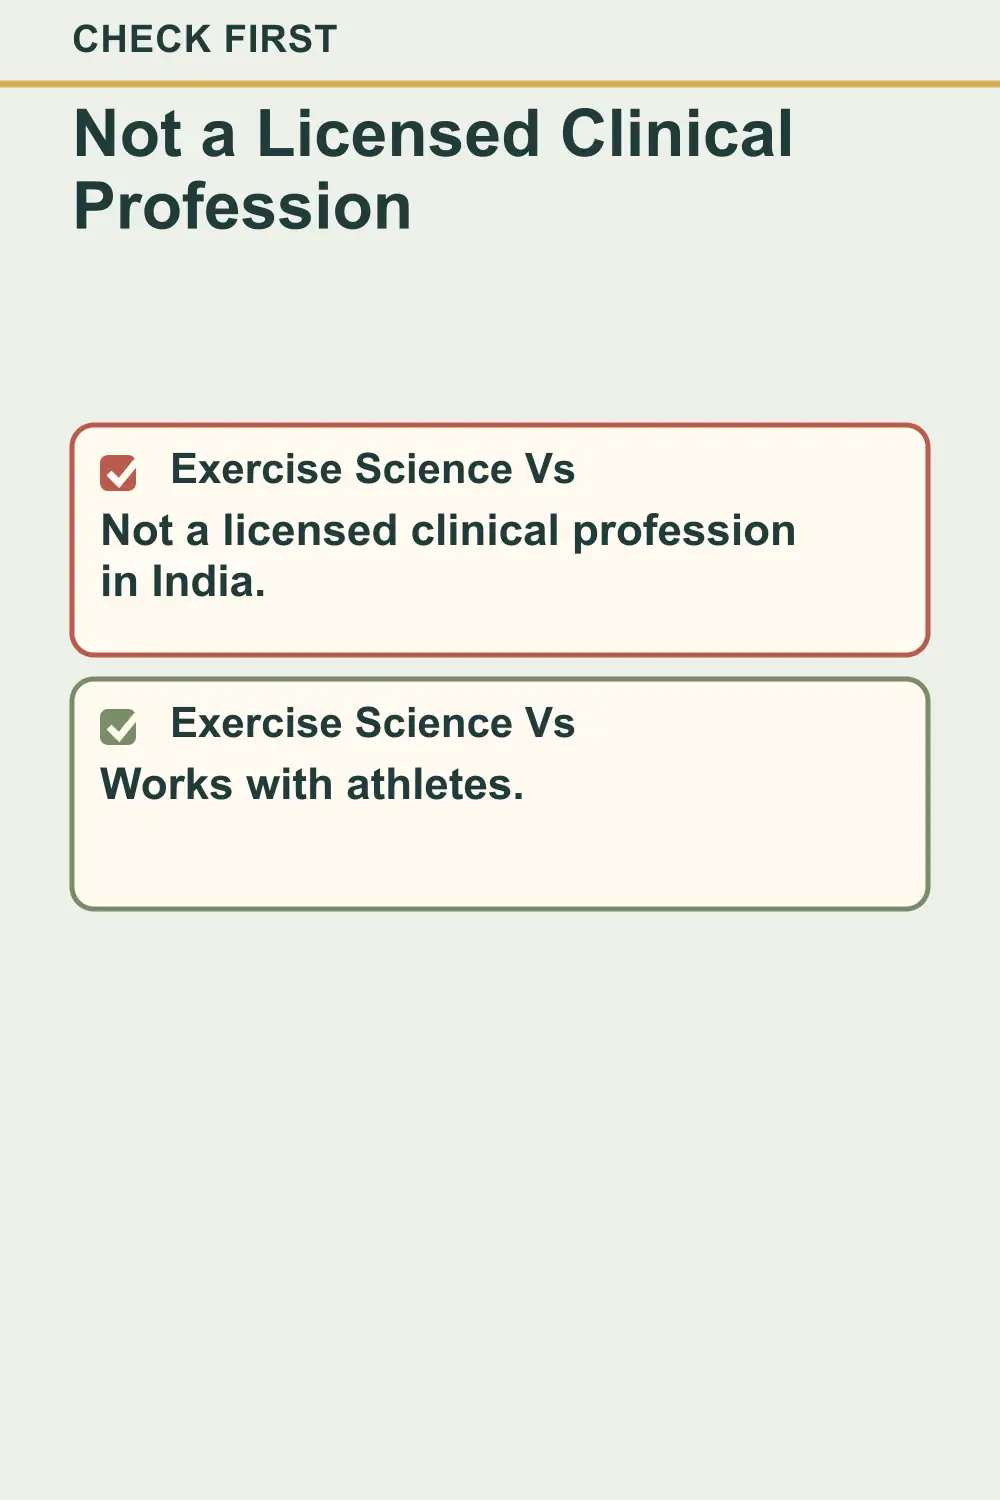 CHECK FIRST
Not a Licensed Clinical
Profession
Exercise Science Vs
Not a licensed clinical profession
in India.
Exercise Science Vs
Works with athletes.